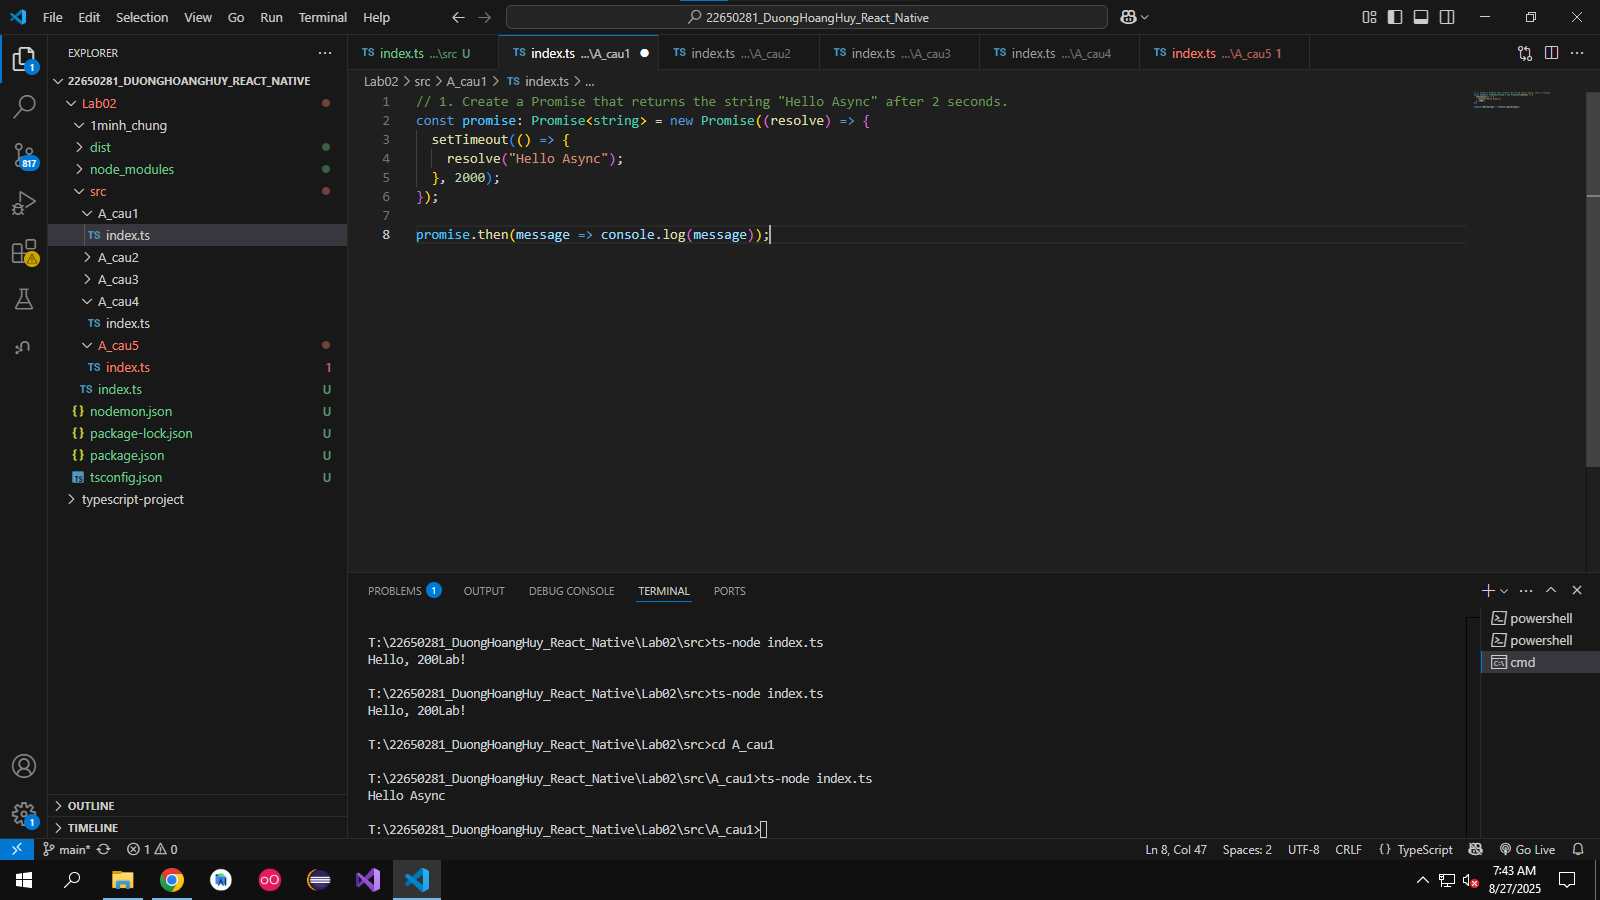 File Edit Selection View Go Run Terminal Help
22650281_DuongHoangHuy_React_Native
EXPLORER
22650281_DUONGHOANGHUY_REACT_NATIVE
Lab02
1minh_chung
dist
node_modules
src
A_cau1
TS index.ts
A_cau2
A_cau3
A_cau4
TS index.ts
A_cau5
TS index.ts 1
TS index.ts U
{} nodemon.json U
{} package-lock.json U
{} package.json U
TS tsconfig.json U
typescript-project
OUTLINE
TIMELINE
1
817
1
TS index.ts ...\src U
TS index.ts ...\A_cau1
TS index.ts ...\A_cau2
TS index.ts ...\A_cau3
TS index.ts ...\A_cau4
TS index.ts ...\A_cau5 1
Lab02 > src > A_cau1 > TS index.ts > ...
1 // 1. Create a Promise that returns the string "Hello Async" after 2 seconds.
2 const promise: Promise<string> = new Promise((resolve) => {
3 setTimeout(() => {
4 resolve("Hello Async");
5 }, 2000);
6 });
7
8 promise.then(message => console.log(message));
PROBLEMS 1 OUTPUT DEBUG CONSOLE TERMINAL PORTS
T:\22650281_DuongHoangHuy_React_Native\Lab02\src>ts-node index.ts
Hello, 200Lab!
T:\22650281_DuongHoangHuy_React_Native\Lab02\src>ts-node index.ts
Hello, 200Lab!
T:\22650281_DuongHoangHuy_React_Native\Lab02\src>cd A_cau1
T:\22650281_DuongHoangHuy_React_Native\Lab02\src\A_cau1>ts-node index.ts
Hello Async
T:\22650281_DuongHoangHuy_React_Native\Lab02\src\A_cau1>
powershell
powershell
cmd
main* 1 0
Ln 8, Col 47 Spaces: 2 UTF-8 CRLF {} TypeScript Go Live
7:43 AM
8/27/2025